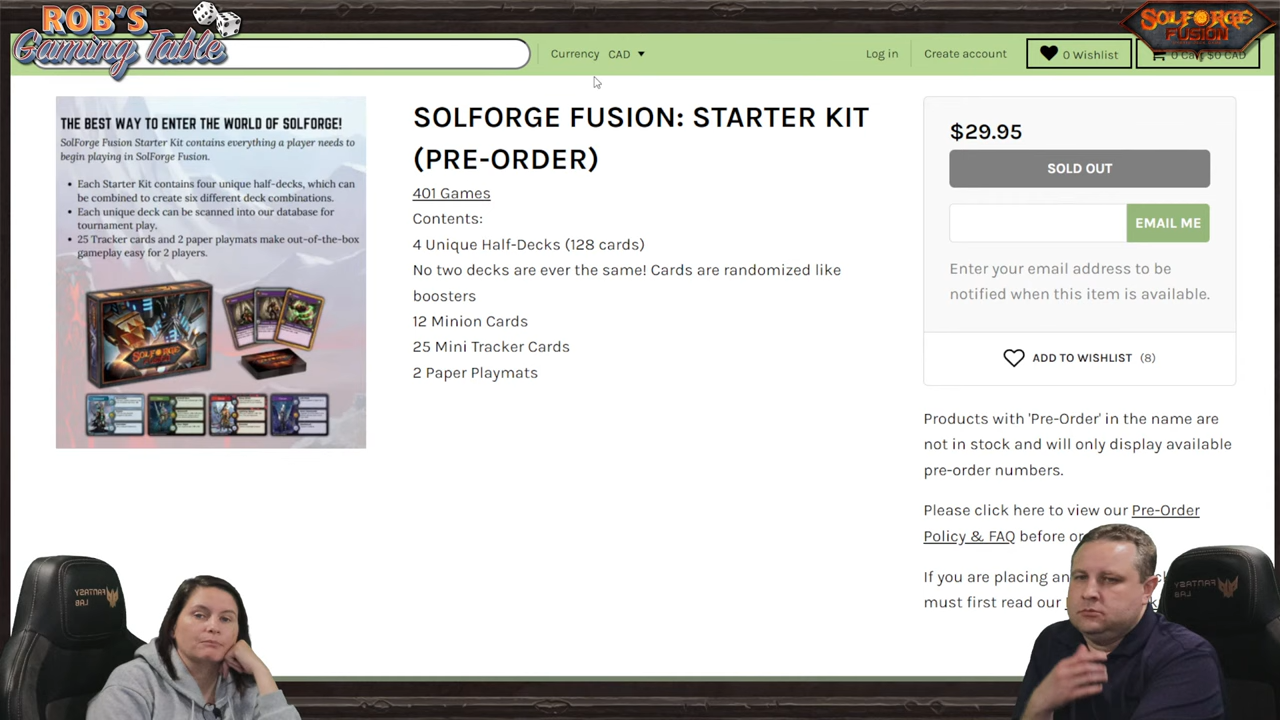 ROB'S
Gaming Table
SOLFORGE
FUSION
Currency CAD
Log in
Create account
0 Wishlist
0 Cart $0 CAD
THE BEST WAY TO ENTER THE WORLD OF SOLFORGE!
SolForge Fusion Starter Kit contains everything a player needs to
begin playing in SolForge Fusion.
• Each Starter Kit contains four unique half-decks, which can
be combined to create six different deck combinations.
• Each unique deck can be scanned into our database for
tournament play.
• 25 Tracker cards and 2 paper playmats make out-of-the-box
gameplay easy for 2 players.
SOLFORGE
SOLFORGE FUSION: STARTER KIT
(PRE-ORDER)
401 Games
Contents:
4 Unique Half-Decks (128 cards)
No two decks are ever the same! Cards are randomized like
boosters
12 Minion Cards
25 Mini Tracker Cards
2 Paper Playmats
$29.95
SOLD OUT
EMAIL ME
Enter your email address to be
notified when this item is available.
ADD TO WISHLIST (8)
Products with 'Pre-Order' in the name are
not in stock and will only display available
pre-order numbers.
Please click here to view our Pre-Order
Policy & FAQ before
If you are placing an
must first read our
FANTASY
LAB
FANTASY
LAB